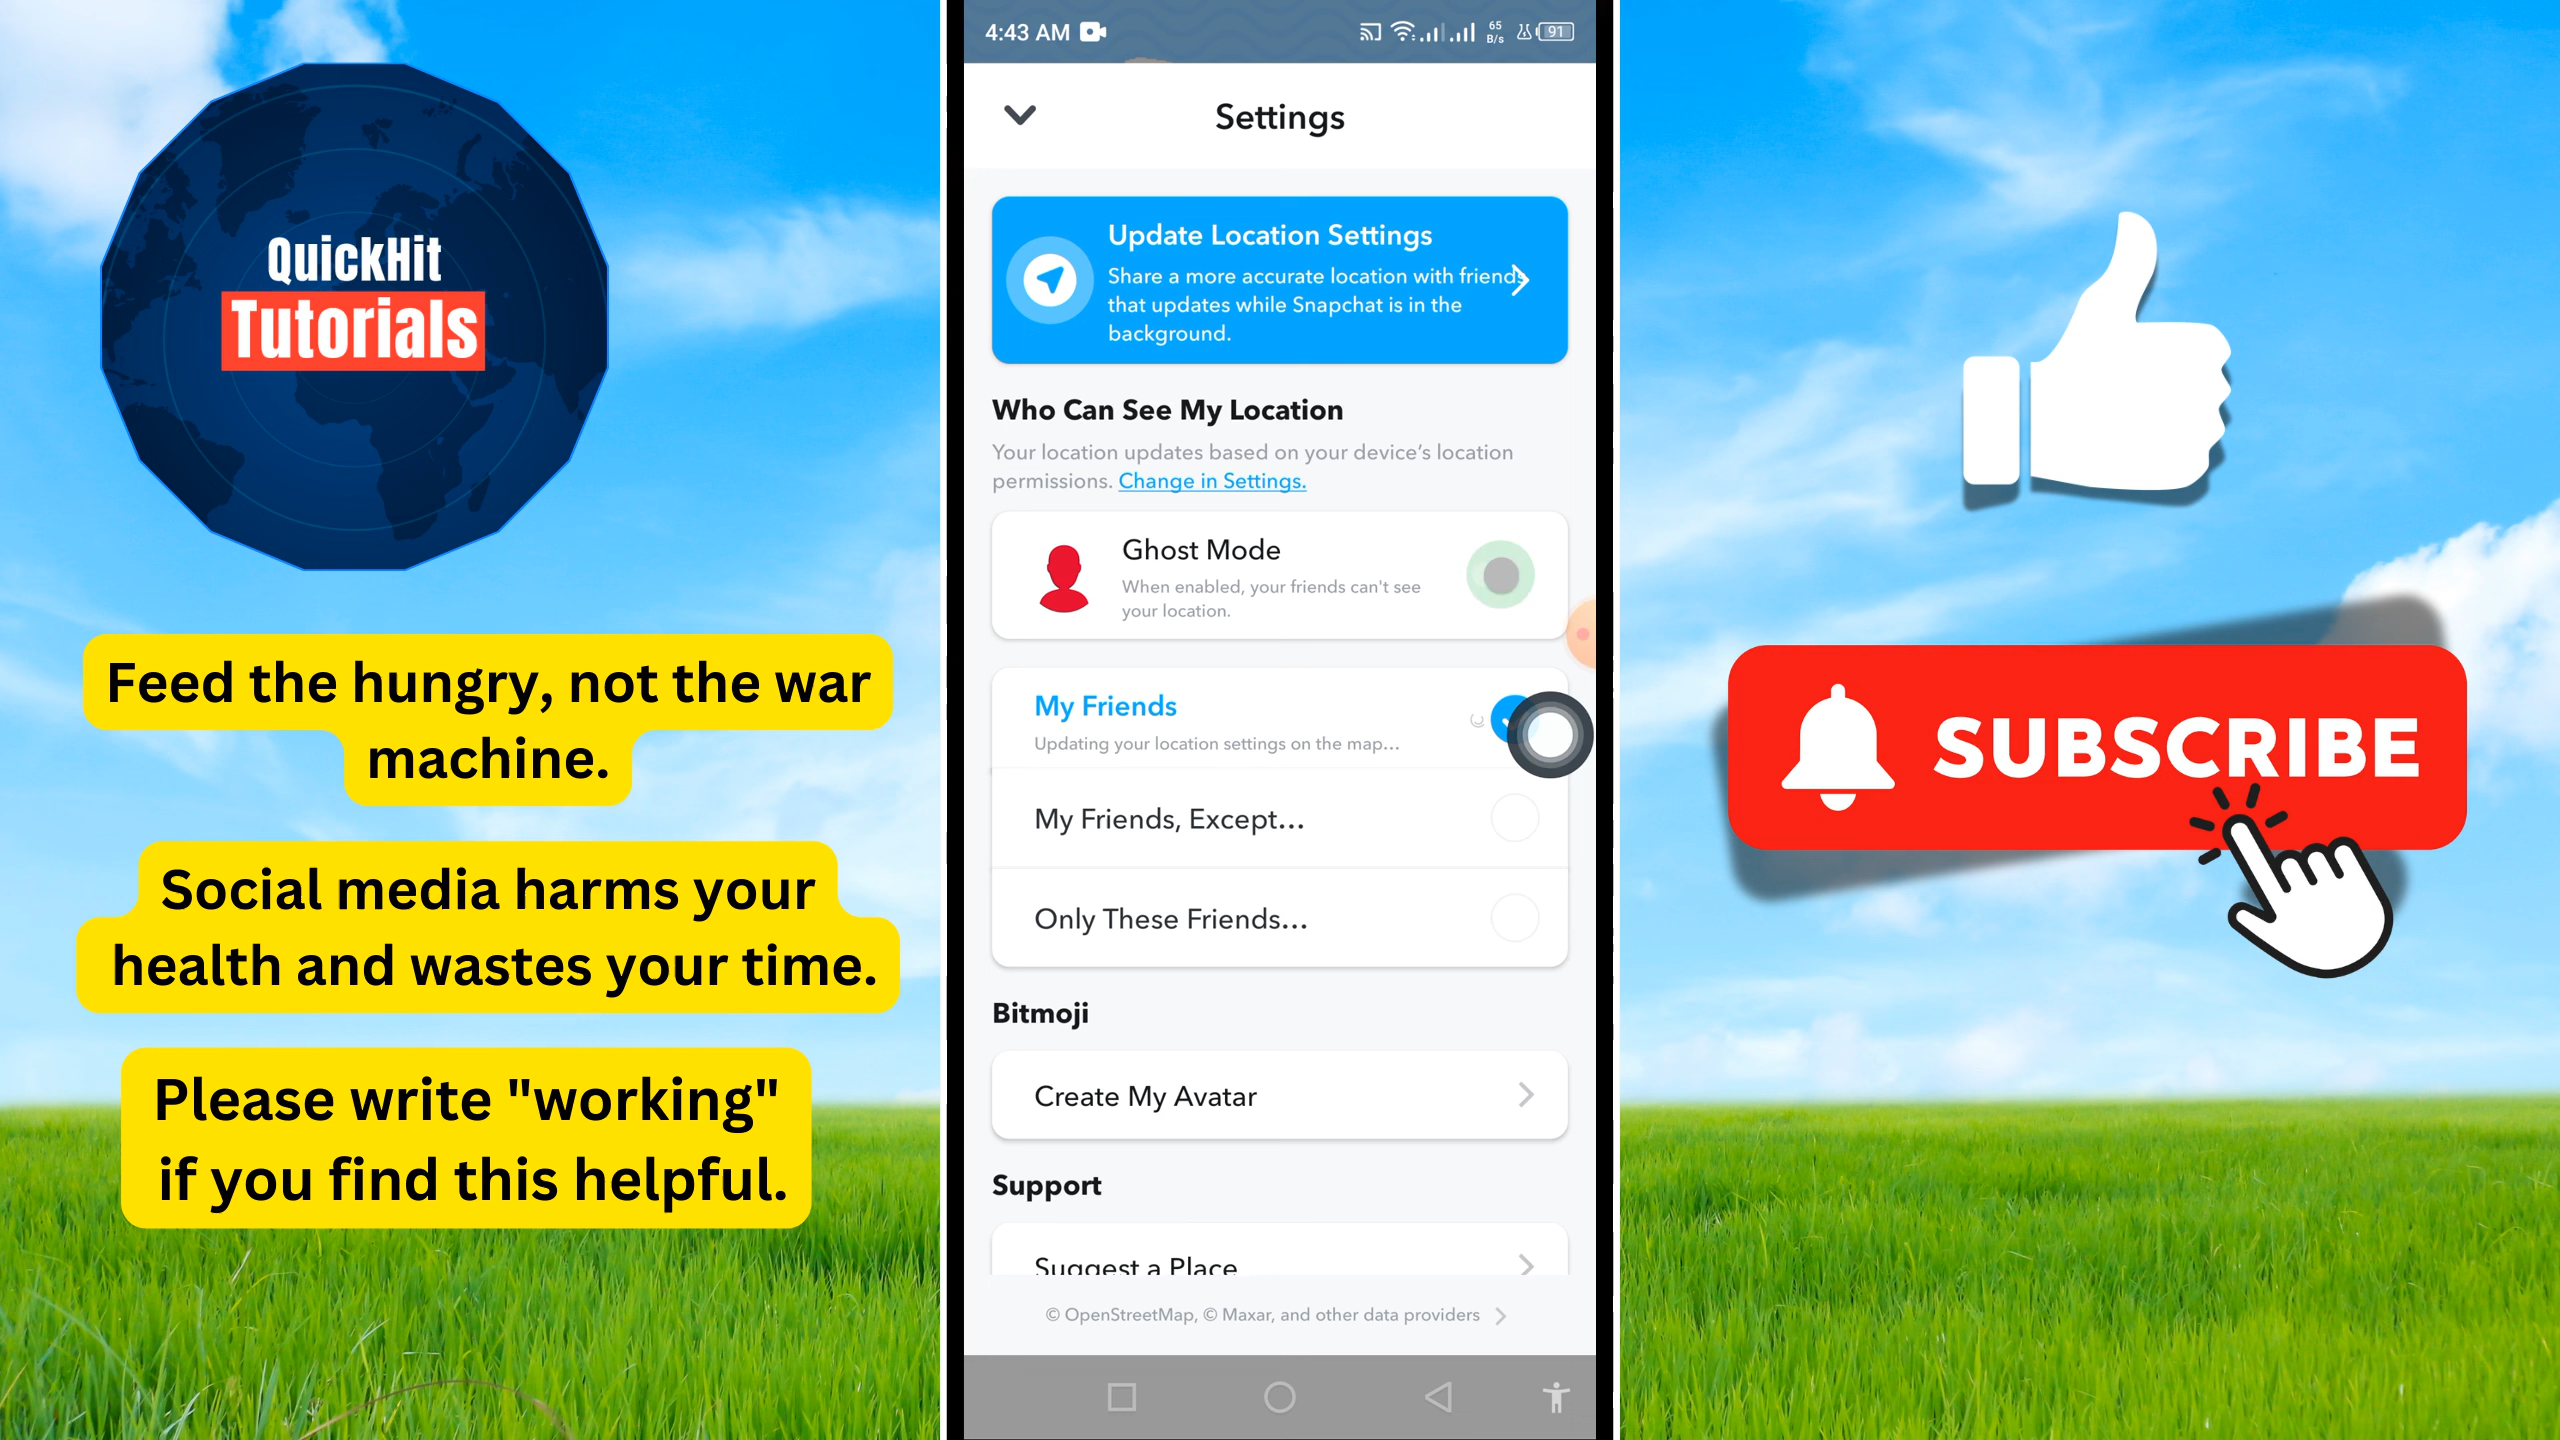 QuickHit
Tutorials
Feed the hungry, not the war
machine.
Social media harms your
health and wastes your time.
Please write "working"
if you find this helpful.
4:43 AM
65
B/s
91
Settings
Update Location Settings
Share a more accurate location with friends
that updates while Snapchat is in the
background.
Who Can See My Location
Your location updates based on your device’s location
permissions. Change in Settings.
Ghost Mode
When enabled, your friends can't see
your location.
My Friends
Updating your location settings on the map...
My Friends, Except...
Only These Friends...
Bitmoji
Create My Avatar
Support
Suggest a Place
© OpenStreetMap, © Maxar, and other data providers
SUBSCRIBE